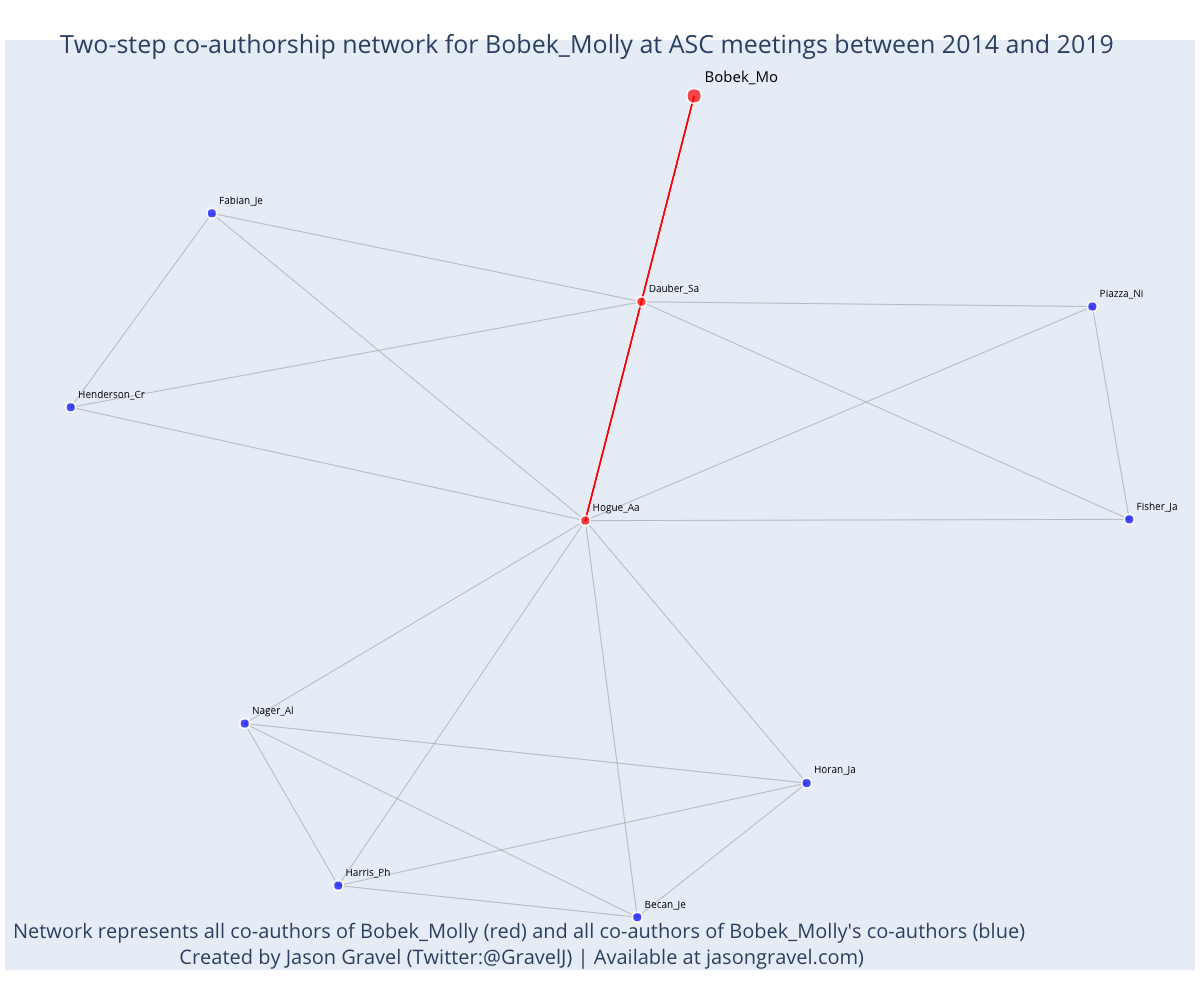 Two-step co-authorship network for Bobek_Molly at ASC meetings between 2014 and 2019
Bobek_Mo
Fabian_Je
Dauber_Sa
Piazza_Ni
Henderson_Cr
Hogue_Aa
Fisher_Ja
Nager_Al
Horan_Ja
Harris_Ph
Becan_Je
Network represents all co-authors of Bobek_Molly (red) and all co-authors of Bobek_Molly's co-authors (blue)
Created by Jason Gravel (Twitter:@GravelJ) | Available at jasongravel.com)